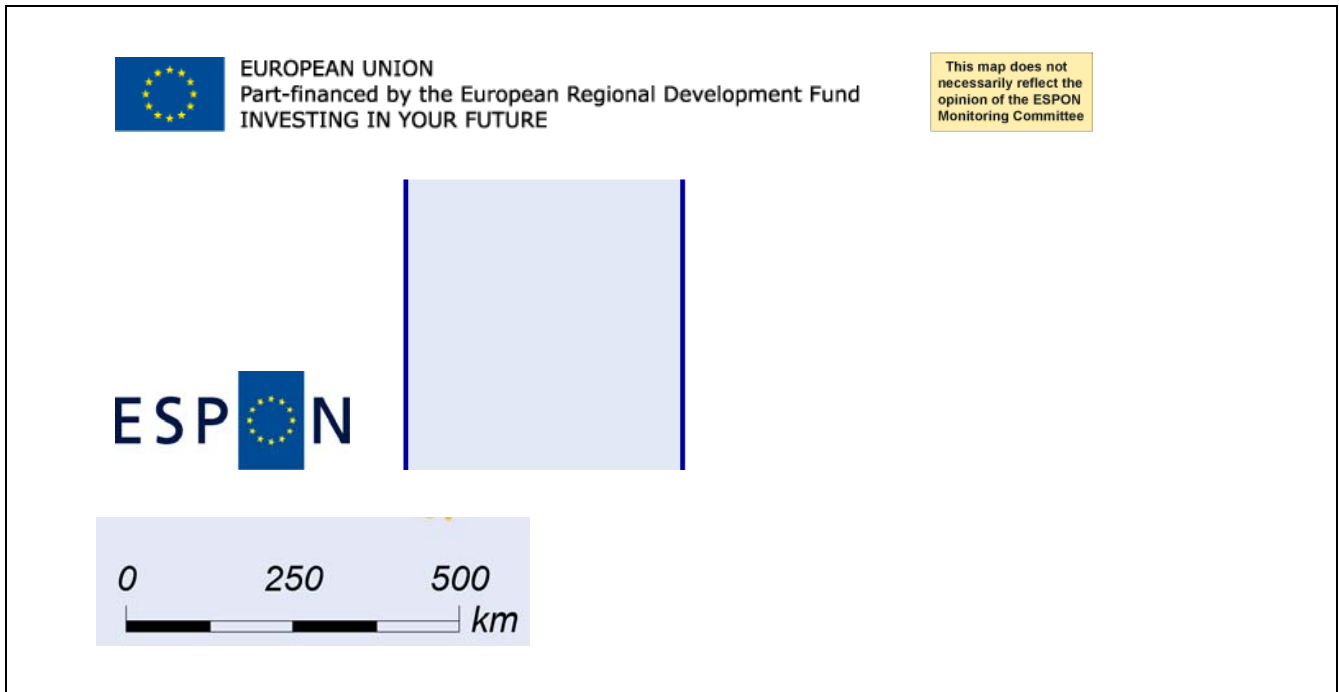 EUROPEAN UNION
Part-financed by the European Regional Development Fund
INVESTING IN YOUR FUTURE
This map does not
necessarily reflect the
opinion of the ESPON
Monitoring Committee
ESPON
0 250 500
km